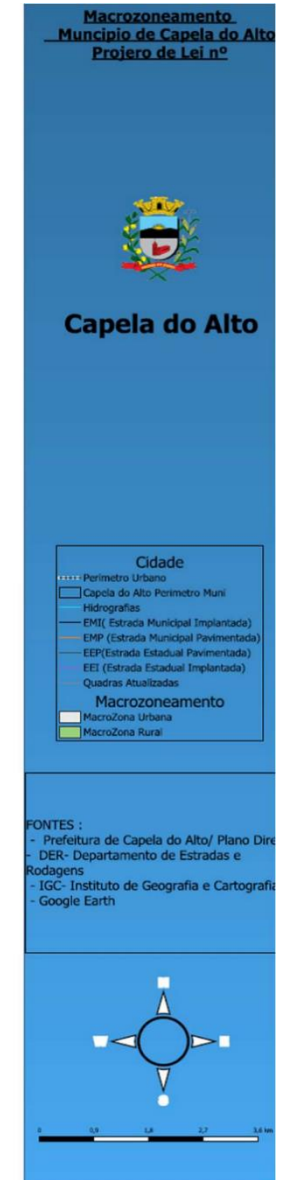 Macrozoneamento
Muncipio de Capela do Alto
Projero de Lei nº
Capela do Alto
Cidade
Perimetro Urbano
Capela do Alto Perimetro Muni
Hidrografias
EMI( Estrada Municipal Implantada)
EMP (Estrada Municipal Pavimentada)
EEP(Estrada Estadual Pavimentada)
EEI (Estrada Estadual Implantada)
Quadras Atualizadas
Macrozoneamento
MacroZona Urbana
MacroZona Rural
FONTES :
- Prefeitura de Capela do Alto/ Plano Dire
- DER- Departamento de Estradas e
Rodagens
- IGC- Instituto de Geografia e Cartografia
- Google Earth
0 0,9 1,8 2,7 3,6 km